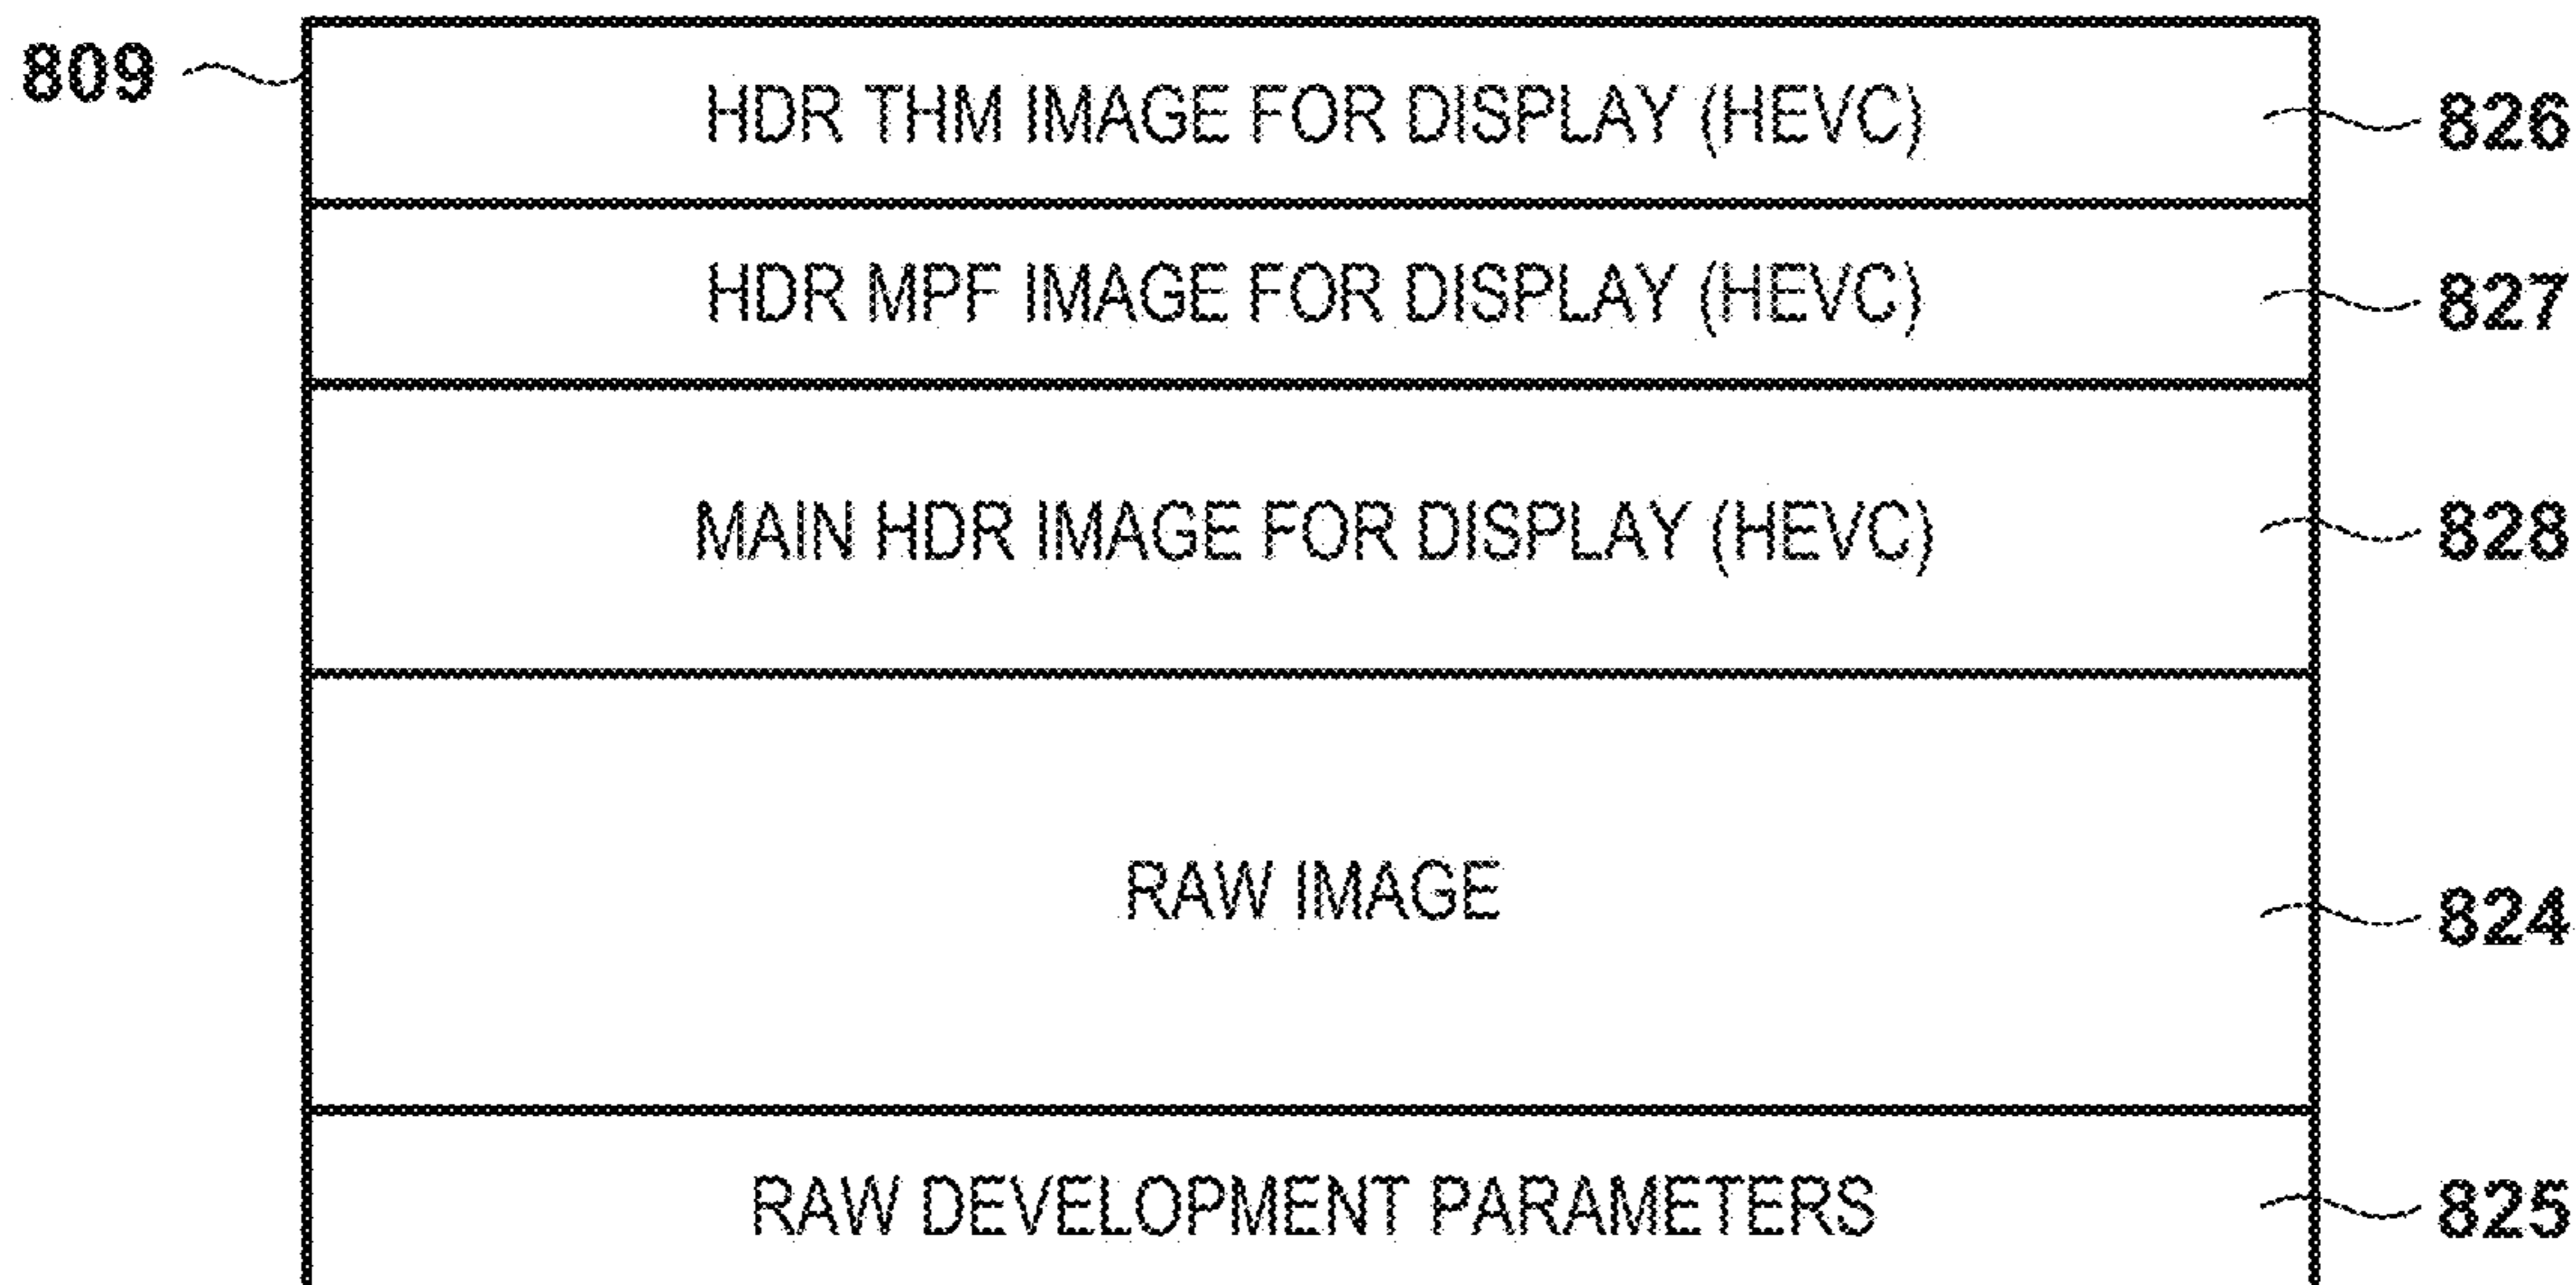 809
HDR THM IMAGE FOR DISPLAY (HEVC)
826
HDR MPF IMAGE FOR DISPLAY (HEVC)
827
MAIN HDR IMAGE FOR DISPLAY (HEVC)
828
RAW IMAGE
824
RAW DEVELOPMENT PARAMETERS
825